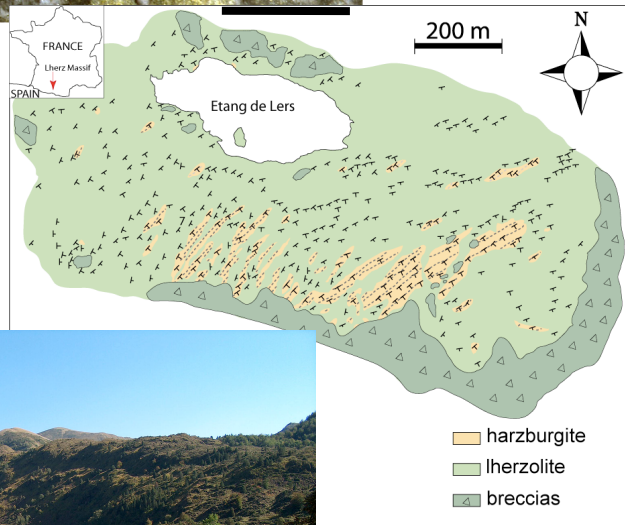 FRANCE
Lherz Massif
SPAIN
200 m
N
Etang de Lers
harzburgite
lherzolite
breccias